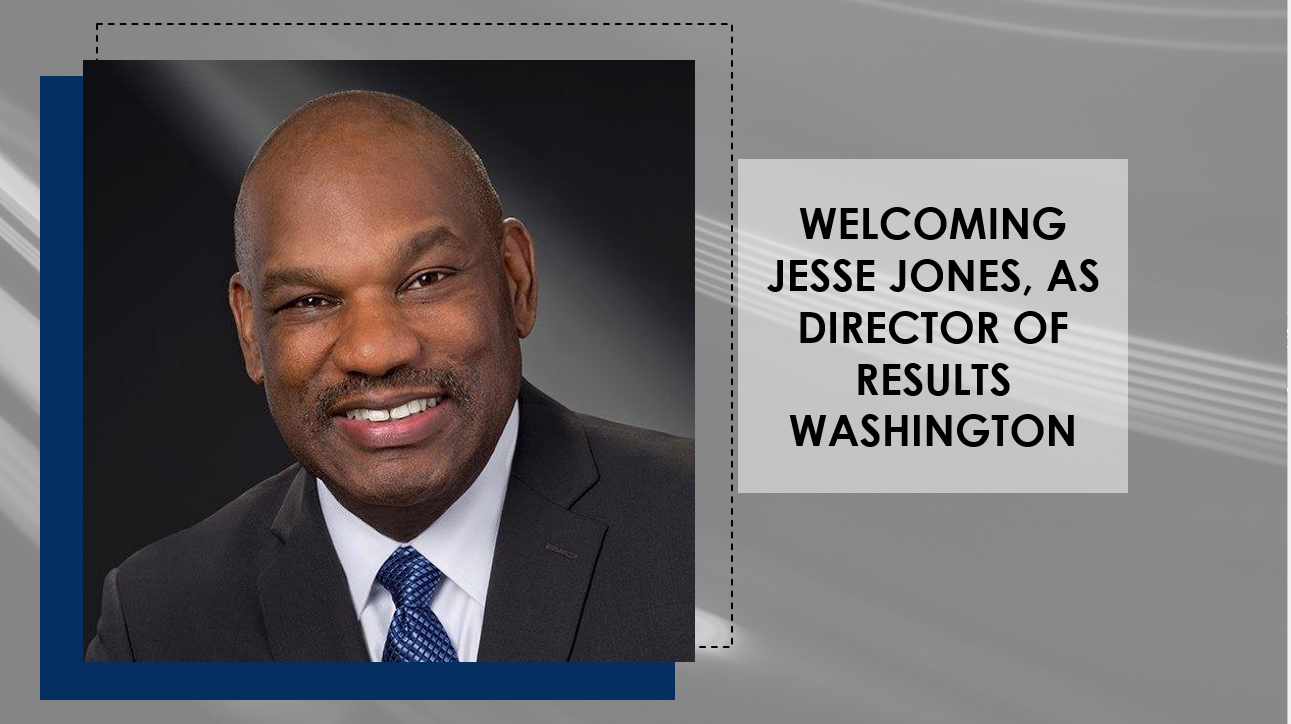 WELCOMING
JESSE JONES, AS
DIRECTOR OF
RESULTS
WASHINGTON